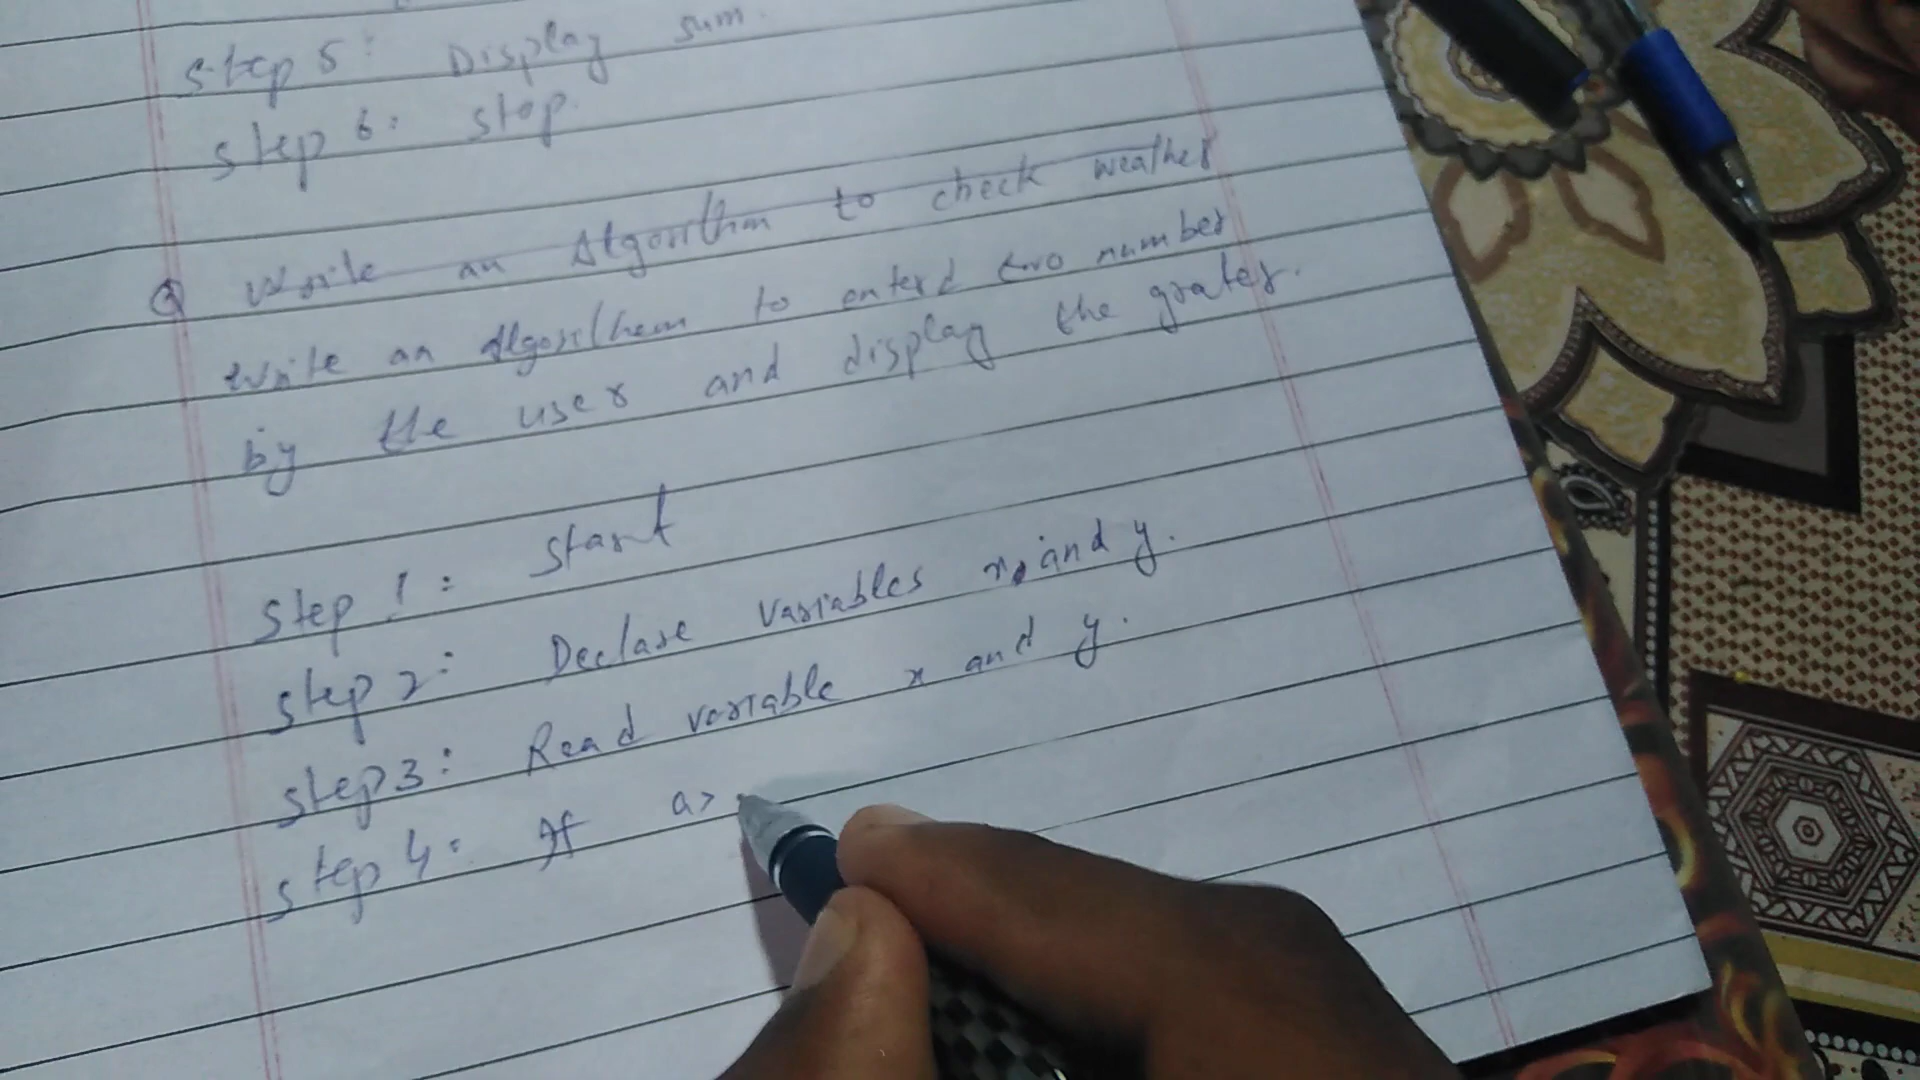 Step 5: Display sum.
Step 6: stop.
Q Write an Algorithm to check weather
Write an Algorithem to enterd two number
by the user and display the grater.
Step 1: Start
Step 2: Declare variables x, and y.
Step 3: Read variable x and y.
Step 4: If a>